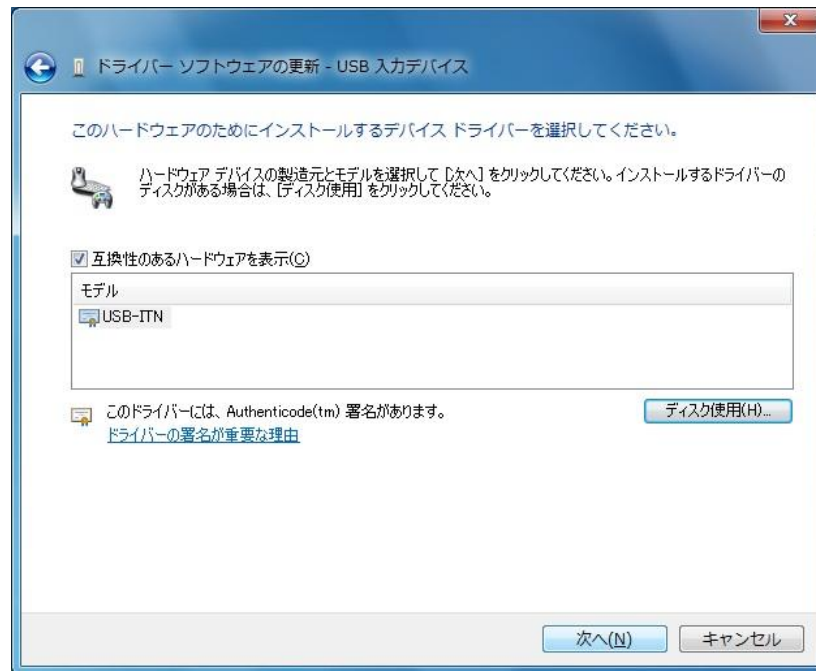 ドライバー ソフトウェアの更新 - USB 入力デバイス
このハードウェアのためにインストールするデバイス ドライバーを選択してください。
ハードウェア デバイスの製造元とモデルを選択して [次へ] をクリックしてください。インストールするドライバーの
ディスクがある場合は、[ディスク使用] をクリックしてください。
互換性のあるハードウェアを表示(C)
モデル
USB-ITN
このドライバーには、Authenticode(tm) 署名があります。
ディスク使用(H)...
ドライバーの署名が重要な理由
次へ(N)
キャンセル